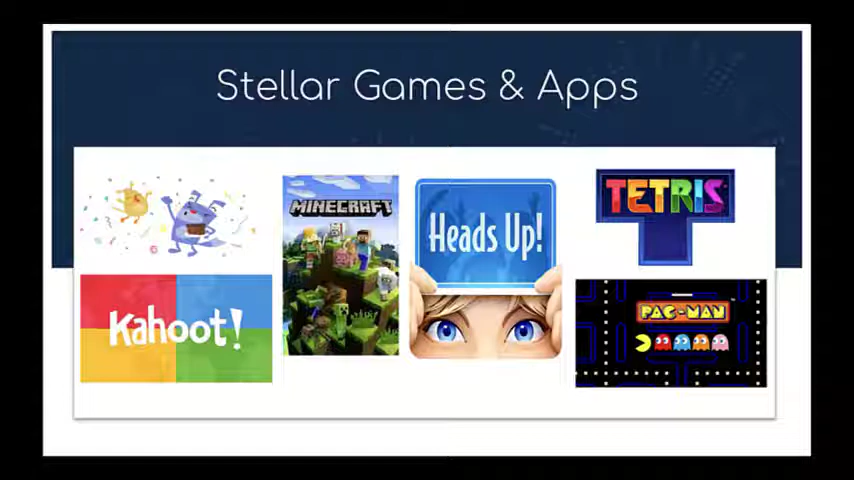 Stellar Games & Apps
MINECRAFT
Heads Up!
TETRIS
Kahoot!
PAC-MAN